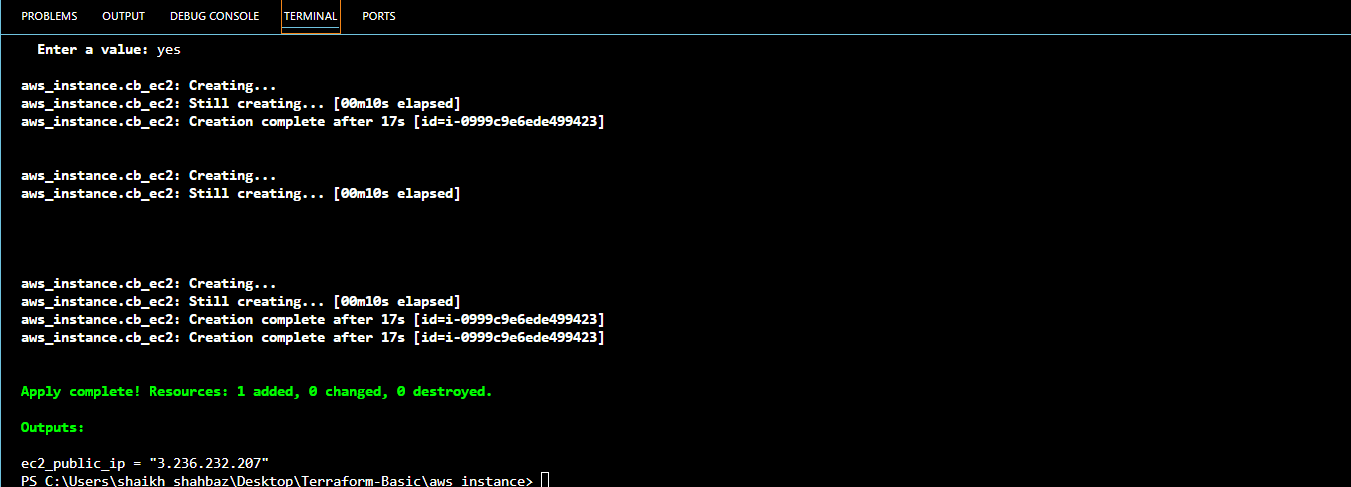 PROBLEMS OUTPUT DEBUG CONSOLE TERMINAL PORTS
Enter a value: yes
aws_instance.cb_ec2: Creating...
aws_instance.cb_ec2: Still creating... [00m10s elapsed]
aws_instance.cb_ec2: Creation complete after 17s [id=i-0999c9e6ede499423]
aws_instance.cb_ec2: Creating...
aws_instance.cb_ec2: Still creating... [00m10s elapsed]
aws_instance.cb_ec2: Creating...
aws_instance.cb_ec2: Still creating... [00m10s elapsed]
aws_instance.cb_ec2: Creation complete after 17s [id=i-0999c9e6ede499423]
aws_instance.cb_ec2: Creation complete after 17s [id=i-0999c9e6ede499423]
Apply complete! Resources: 1 added, 0 changed, 0 destroyed.
Outputs:
ec2_public_ip = "3.236.232.207"
PS C:\Users\shaikh shahbaz\Desktop\Terraform-Basic\aws_instance>